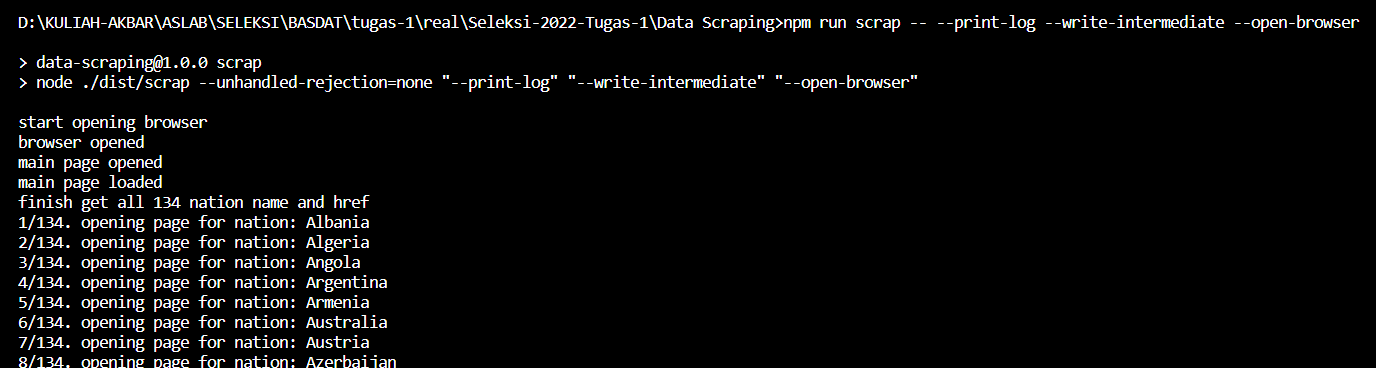 D:\KULIAH-AKBAR\ASLAB\SELEKSI\BASDAT\tugas-1\real\Seleksi-2022-Tugas-1\Data Scraping>npm run scrap -- --print-log --write-intermediate --open-browser
> data-scraping@1.0.0 scrap
> node ./dist/scrap --unhandled-rejection=none "--print-log" "--write-intermediate" "--open-browser"
start opening browser
browser opened
main page opened
main page loaded
finish get all 134 nation name and href
1/134. opening page for nation: Albania
2/134. opening page for nation: Algeria
3/134. opening page for nation: Angola
4/134. opening page for nation: Argentina
5/134. opening page for nation: Armenia
6/134. opening page for nation: Australia
7/134. opening page for nation: Austria
8/134. opening page for nation: Azerbaijan